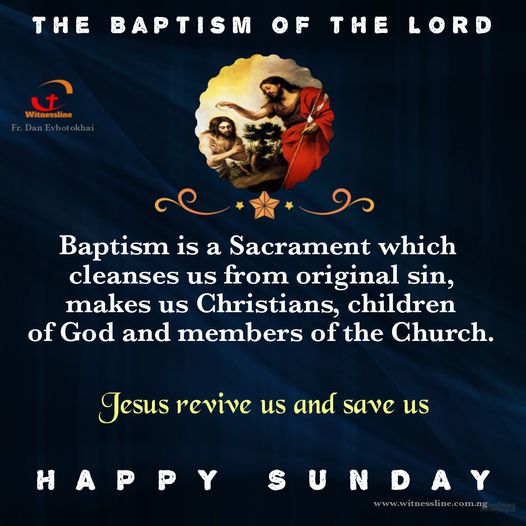 THE BAPTISM OF THE LORD
Witnessline
Fr. Dan Evbotokhai
Baptism is a Sacrament which
cleanses us from original sin,
makes us Christians, children
of God and members of the Church.
Jesus revive us and save us
HAPPY SUNDAY
www.witnessline.com.ng